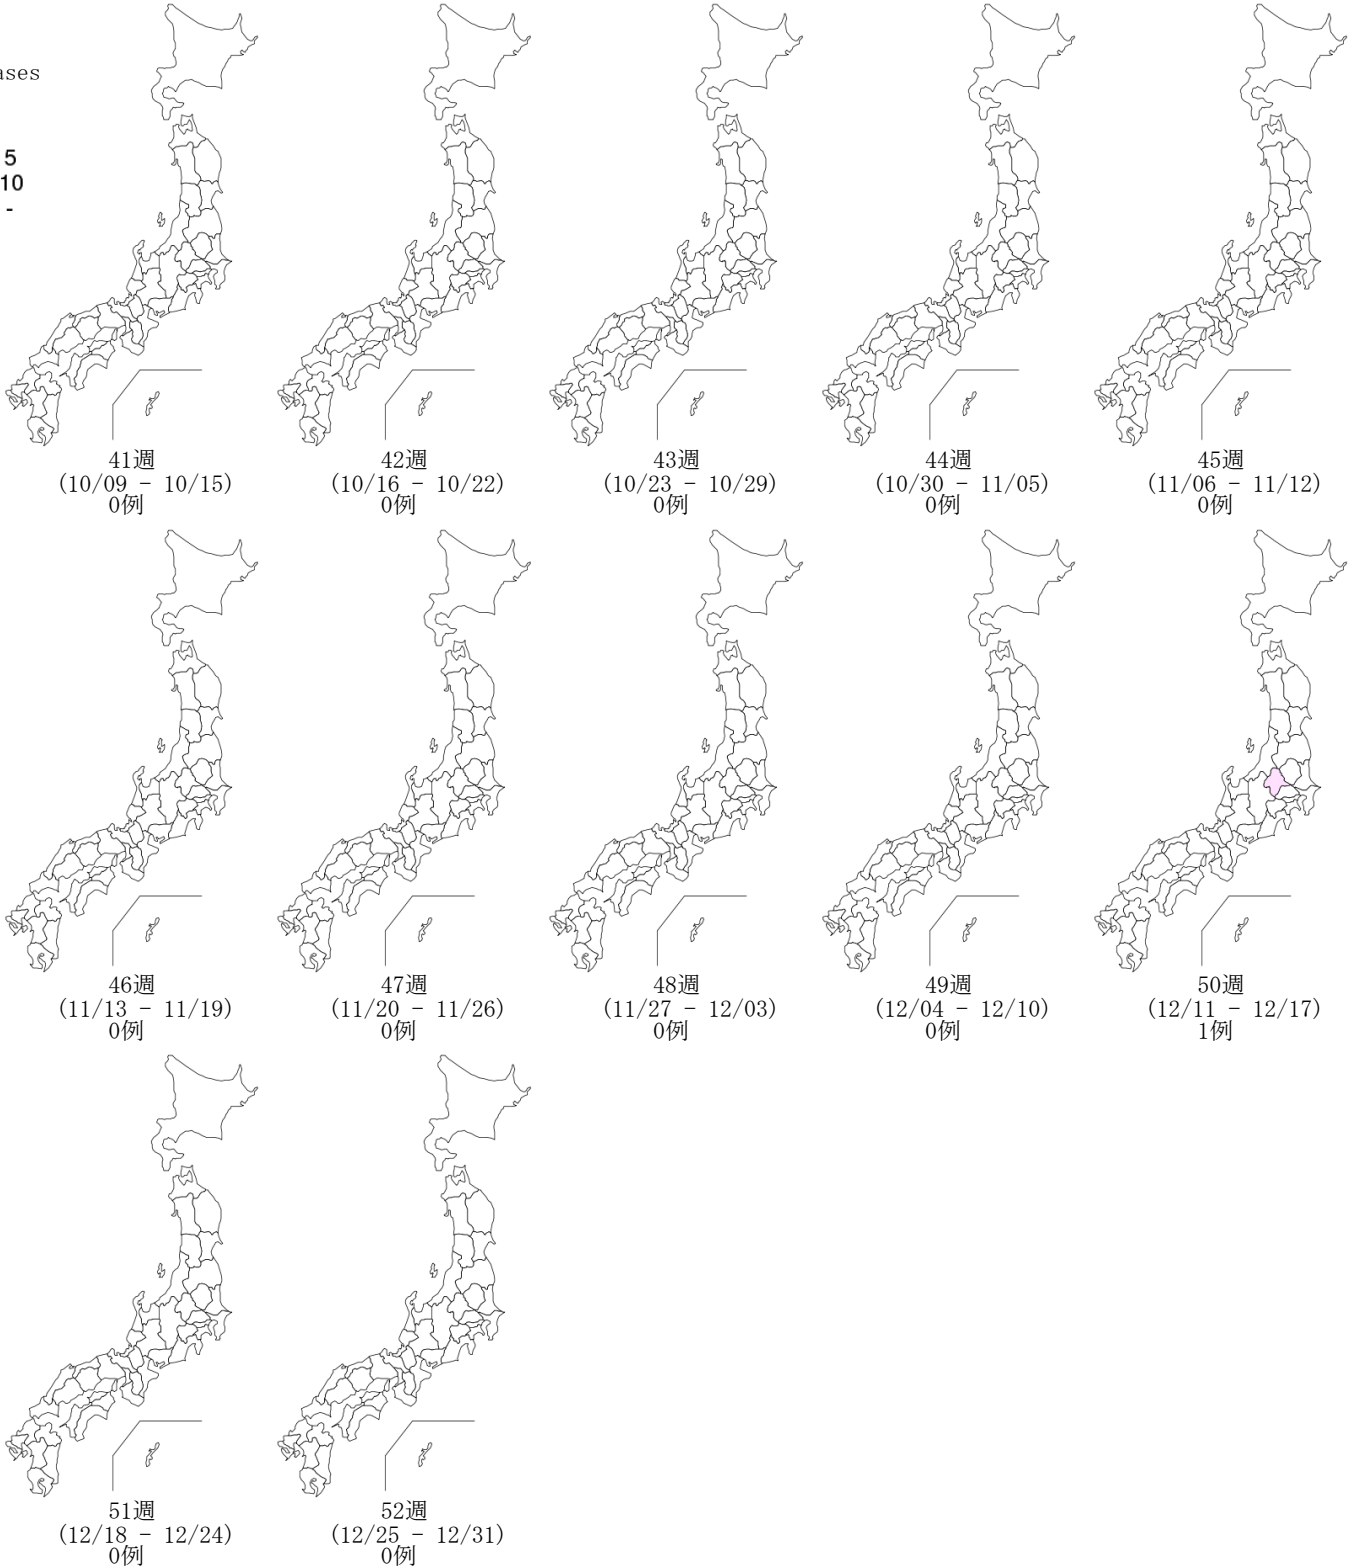 ases
5
10
-
41週
(10/09 - 10/15)
0例
42週
(10/16 - 10/22)
0例
43週
(10/23 - 10/29)
0例
44週
(10/30 - 11/05)
0例
45週
(11/06 - 11/12)
0例
46週
(11/13 - 11/19)
0例
47週
(11/20 - 11/26)
0例
48週
(11/27 - 12/03)
0例
49週
(12/04 - 12/10)
0例
50週
(12/11 - 12/17)
1例
51週
(12/18 - 12/24)
0例
52週
(12/25 - 12/31)
0例